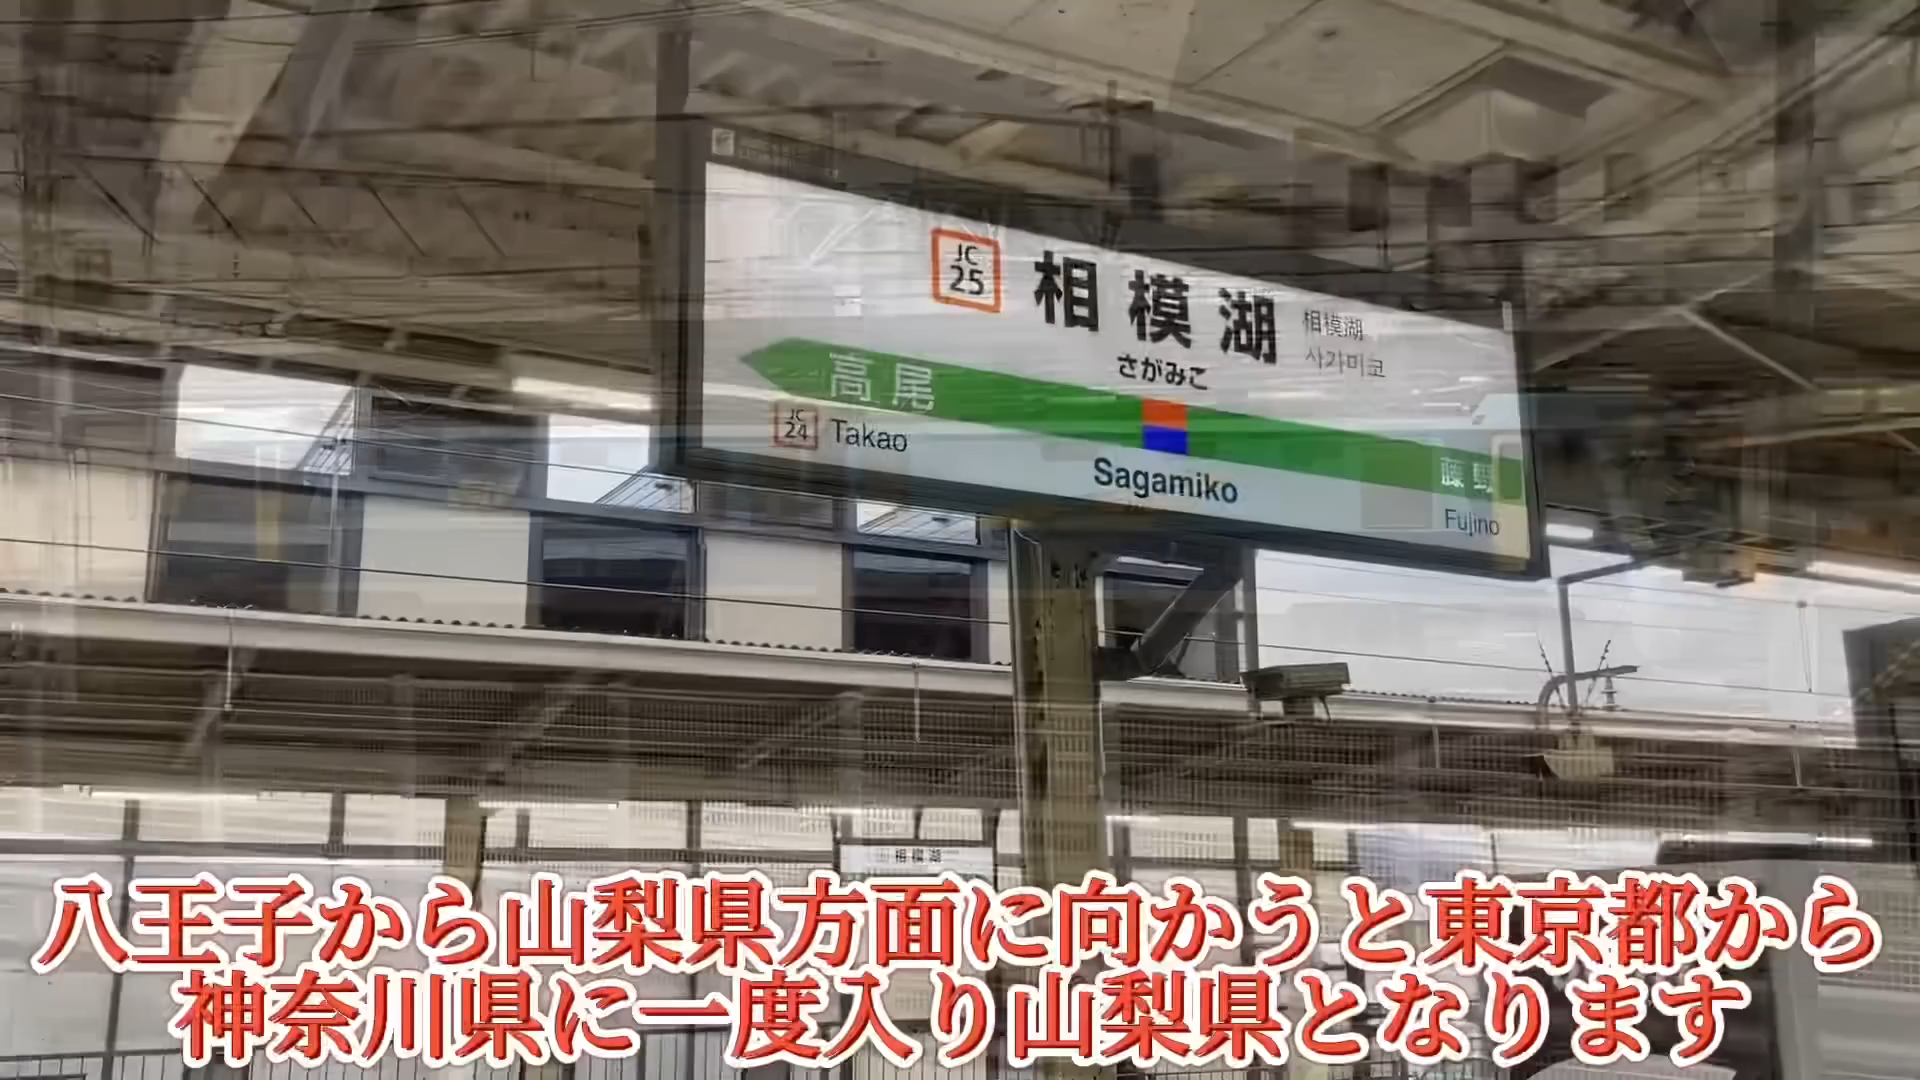 JC
25
相模湖
相模湖
사가미코
さがみこ
高尾
藤野
JC
24
Takao
Sagamiko
Fujino
相模湖
八王子から山梨県方面に向かうと東京都から
神奈川県に一度入り山梨県となります